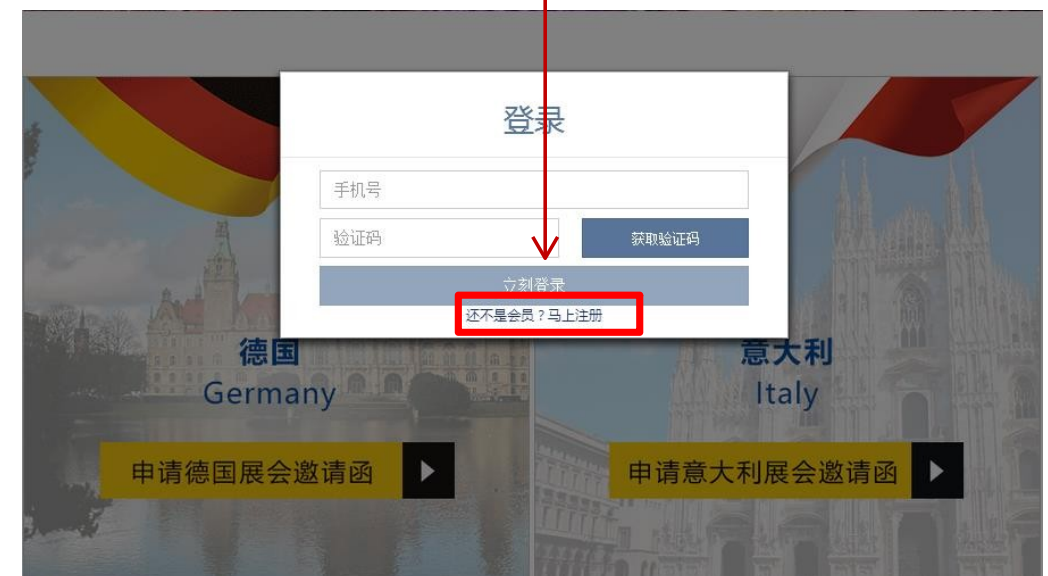 登录
手机号
验证码
获取验证码
立刻登录
还不是会员？马上注册
德国
Germany
申请德国展会邀请函
意大利
Italy
申请意大利展会邀请函